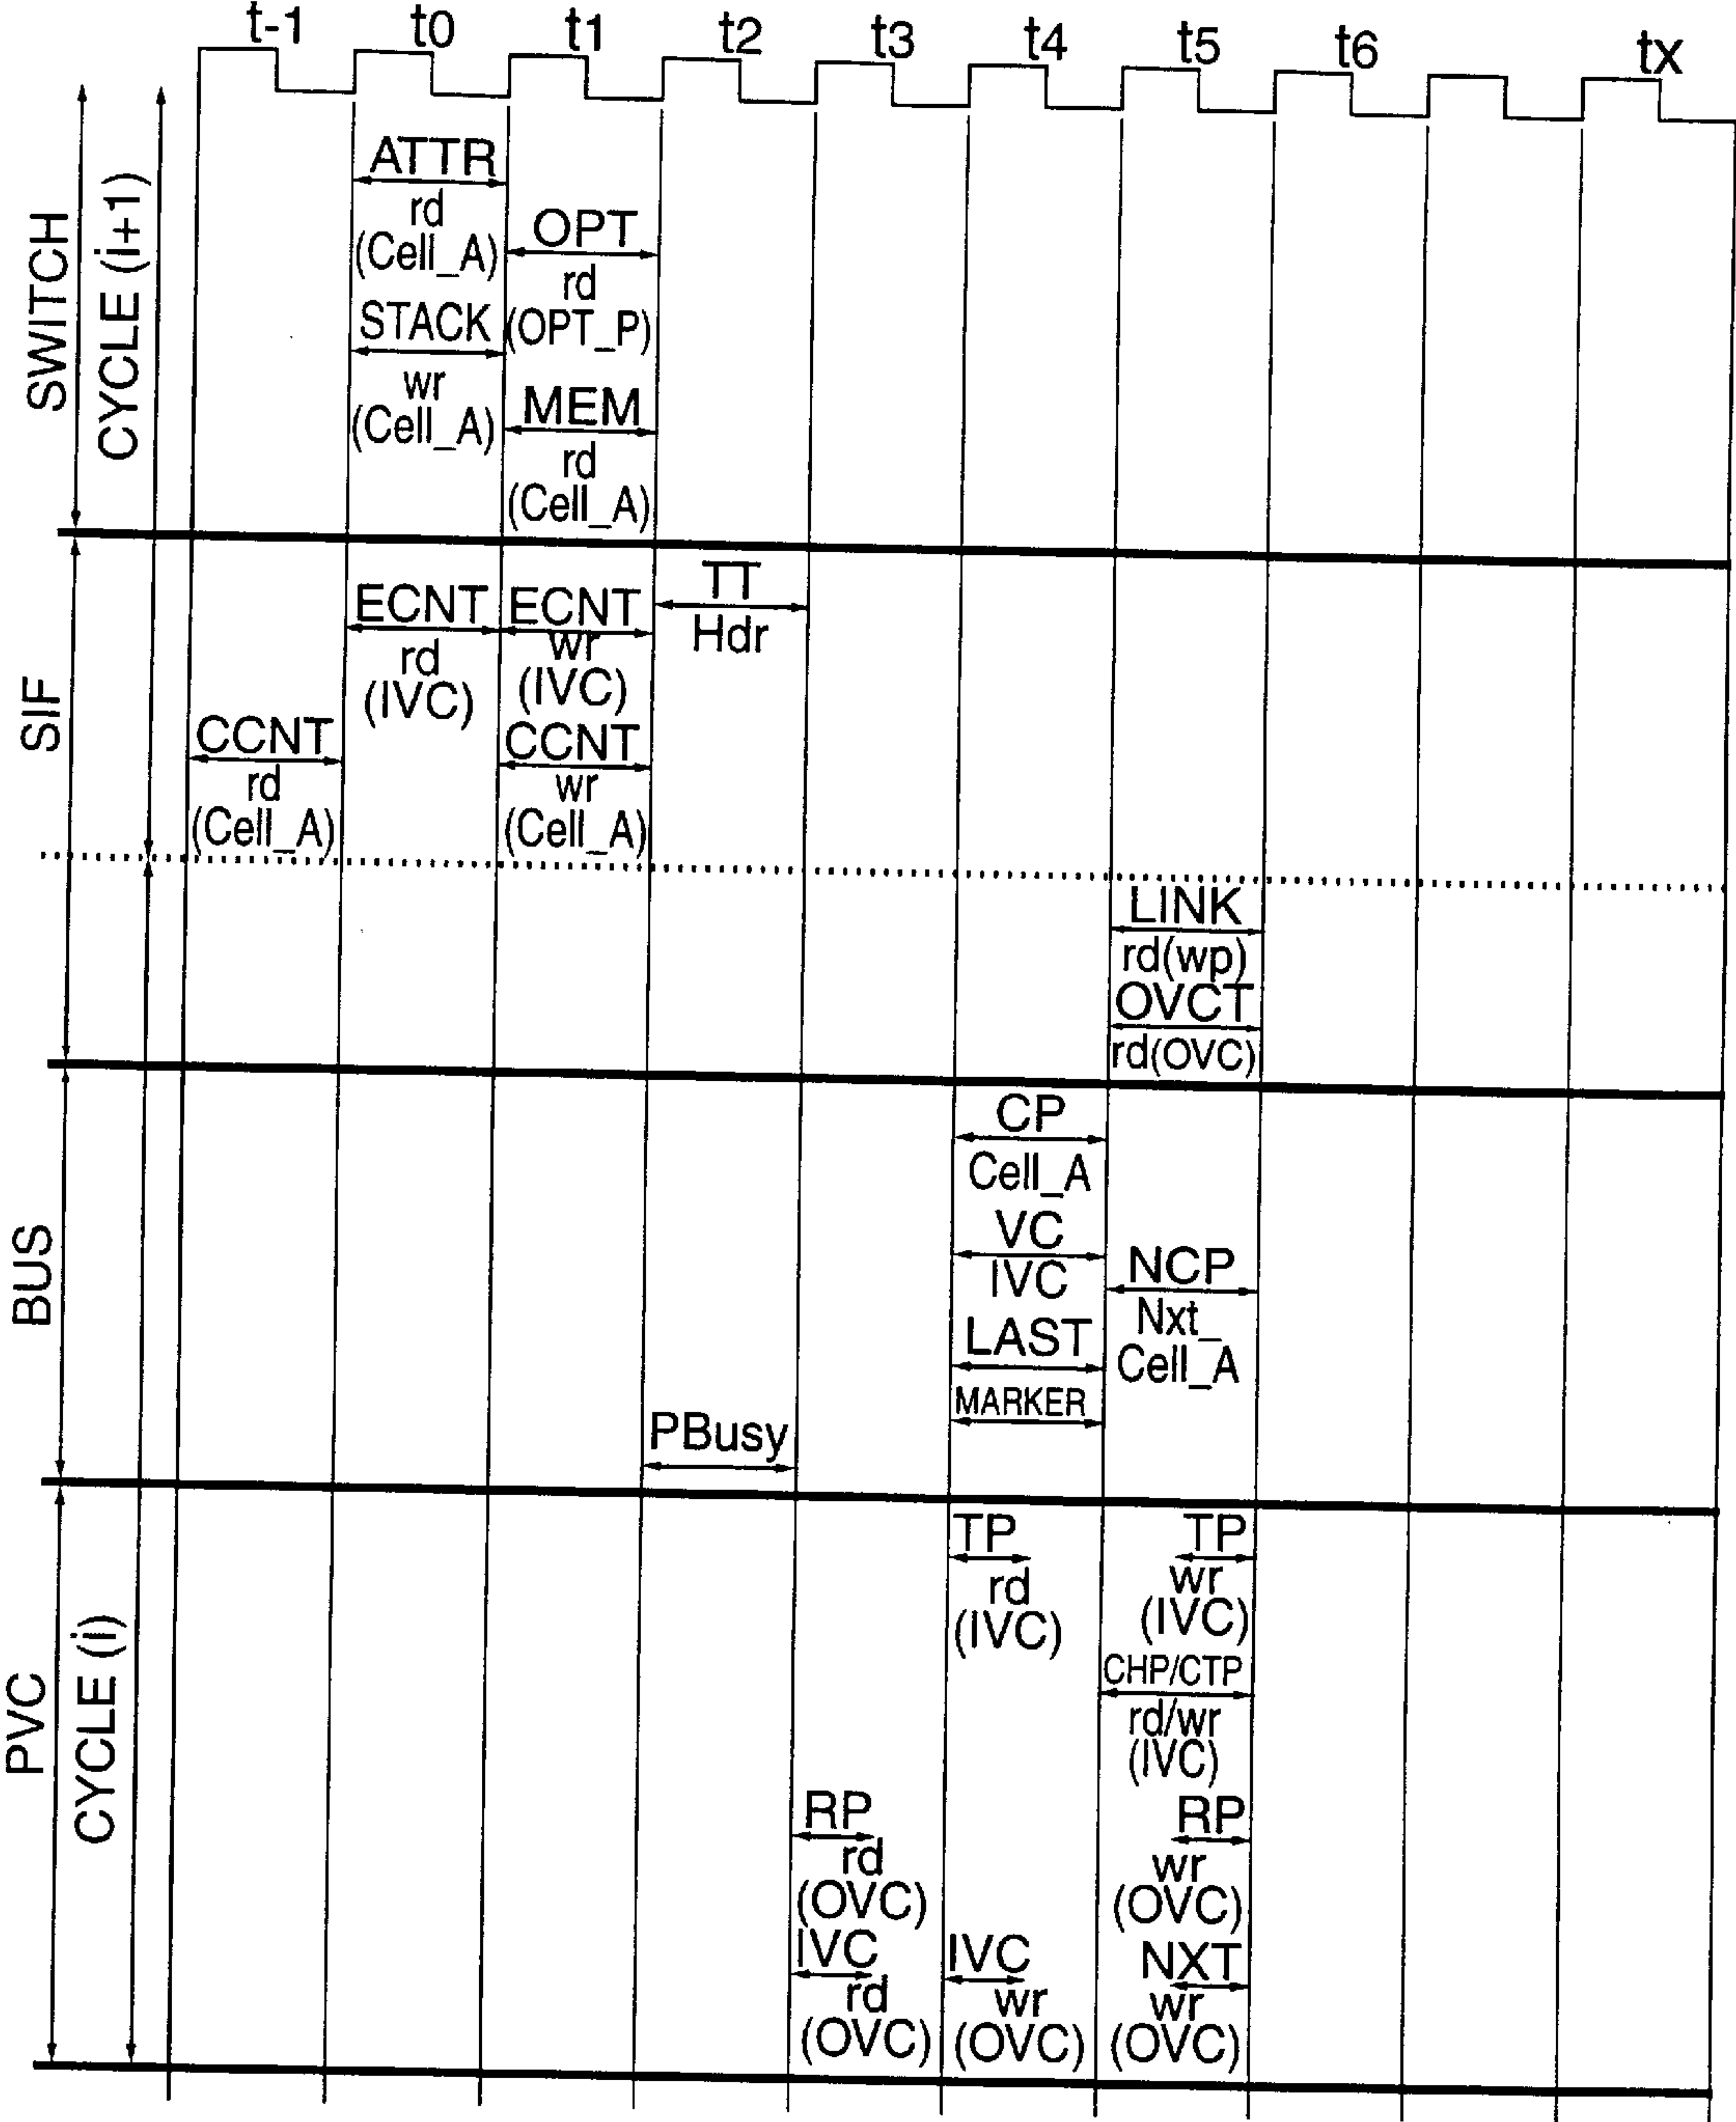 t-1 t0 t1 t2 t3 t4 t5 t6 tx
SWITCH
CYCLE (i+1)
ATTR
rd
(Cell_A)
STACK
wr
(Cell_A)
OPT
rd
(OPT_P)
MEM
rd
(Cell_A)
SIF
CCNT
rd
(Cell_A)
ECNT
rd
(IVC)
ECNT
wr
(IVC)
CCNT
wr
(Cell_A)
TT
Hdr
LINK
rd(wp)
OVCT
rd(OVC)
BUS
PBusy
CP
Cell_A
VC
IVC
LAST
MARKER
NCP
Nxt_
Cell_A
PVC
CYCLE (i)
RP
rd
(OVC)
IVC
rd
(OVC)
TP
rd
(IVC)
IVC
wr
(OVC)
TP
wr
(IVC)
CHP/CTP
rd/wr
(IVC)
RP
wr
(OVC)
NXT
wr
(OVC)